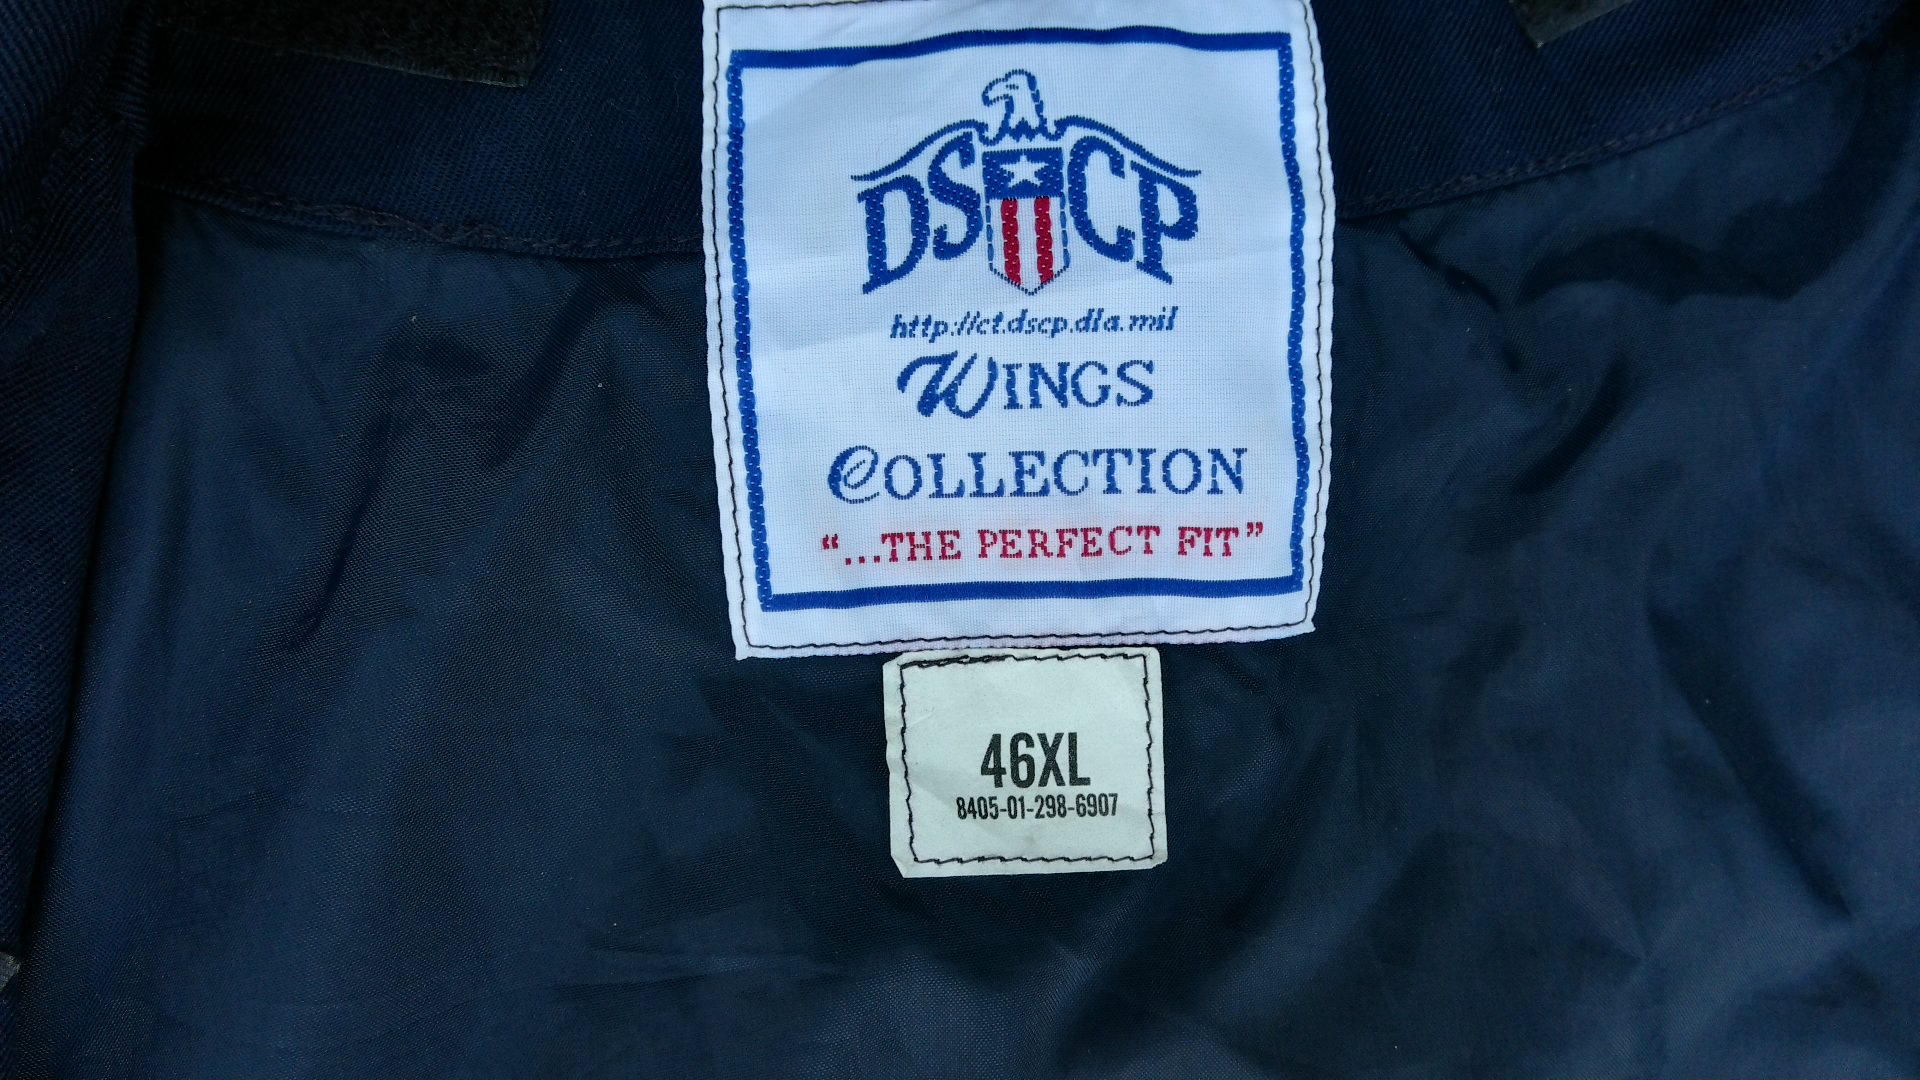 DSCP
http://ct.dscp.dla.mil
WINGS
COLLECTION
“...THE PERFECT FIT”
46XL
8405-01-298-6907